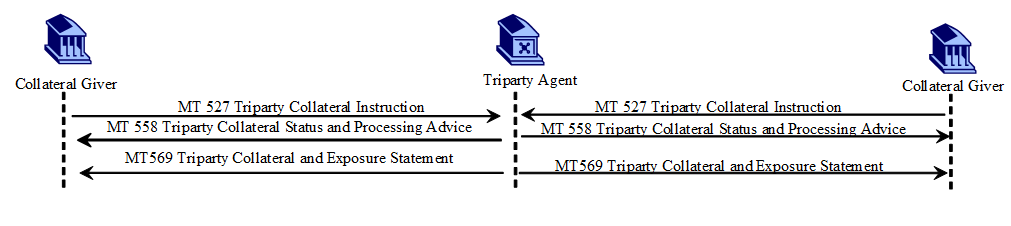 Collateral Giver
Triparty Agent
Collateral Giver
MT 527 Triparty Collateral Instruction
MT 527 Triparty Collateral Instruction
MT 558 Triparty Collateral Status and Processing Advice
MT 558 Triparty Collateral Status and Processing Advice
MT569 Triparty Collateral and Exposure Statement
MT569 Triparty Collateral and Exposure Statement